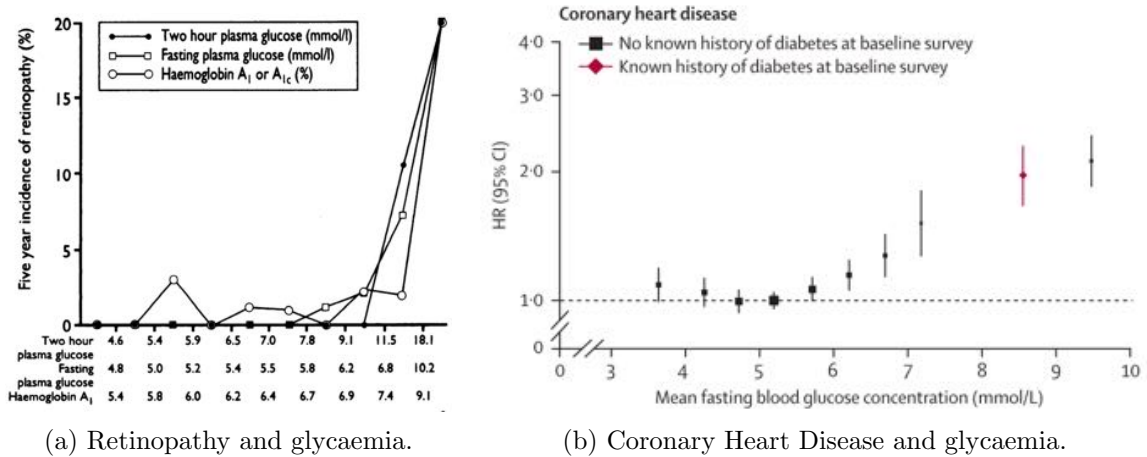 Five year incidence of retinopathy (%)
20
15
10
5
0
Two hour plasma glucose (mmol/l)
Fasting plasma glucose (mmol/l)
Haemoglobin A₁ or A₁c (%)
Two hour plasma glucose 4.6 5.4 5.9 6.5 7.0 7.8 9.1 11.5 18.1
Fasting plasma glucose 4.8 5.0 5.2 5.4 5.5 5.8 6.2 6.8 10.2
Haemoglobin A₁ 5.4 5.8 6.0 6.2 6.4 6.7 6.9 7.4 9.1
(a) Retinopathy and glycaemia.
Coronary heart disease
No known history of diabetes at baseline survey
Known history of diabetes at baseline survey
HR (95% CI)
4·0
3·0
2·0
1·0
0
0 3 4 5 6 7 8 9 10
Mean fasting blood glucose concentration (mmol/L)
(b) Coronary Heart Disease and glycaemia.